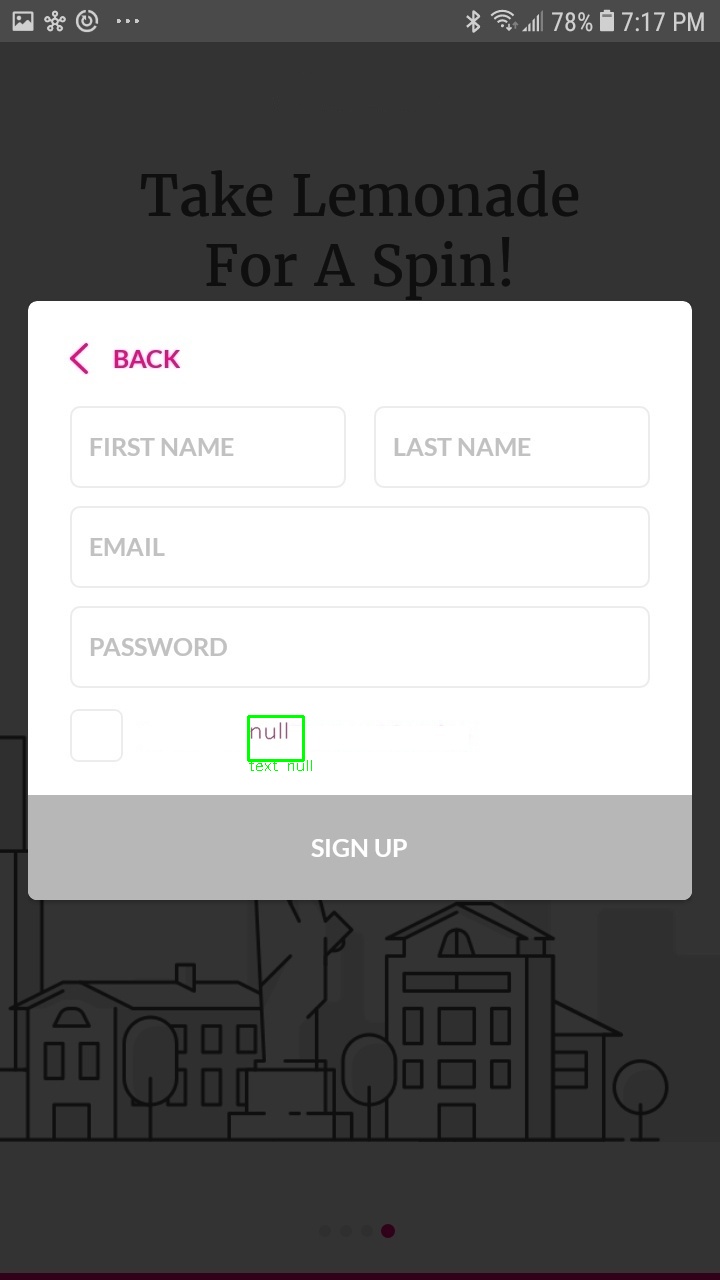 78% 7:17 PM
Take Lemonade
For A Spin!
BACK
FIRST NAME
LAST NAME
EMAIL
PASSWORD
null
text null
SIGN UP